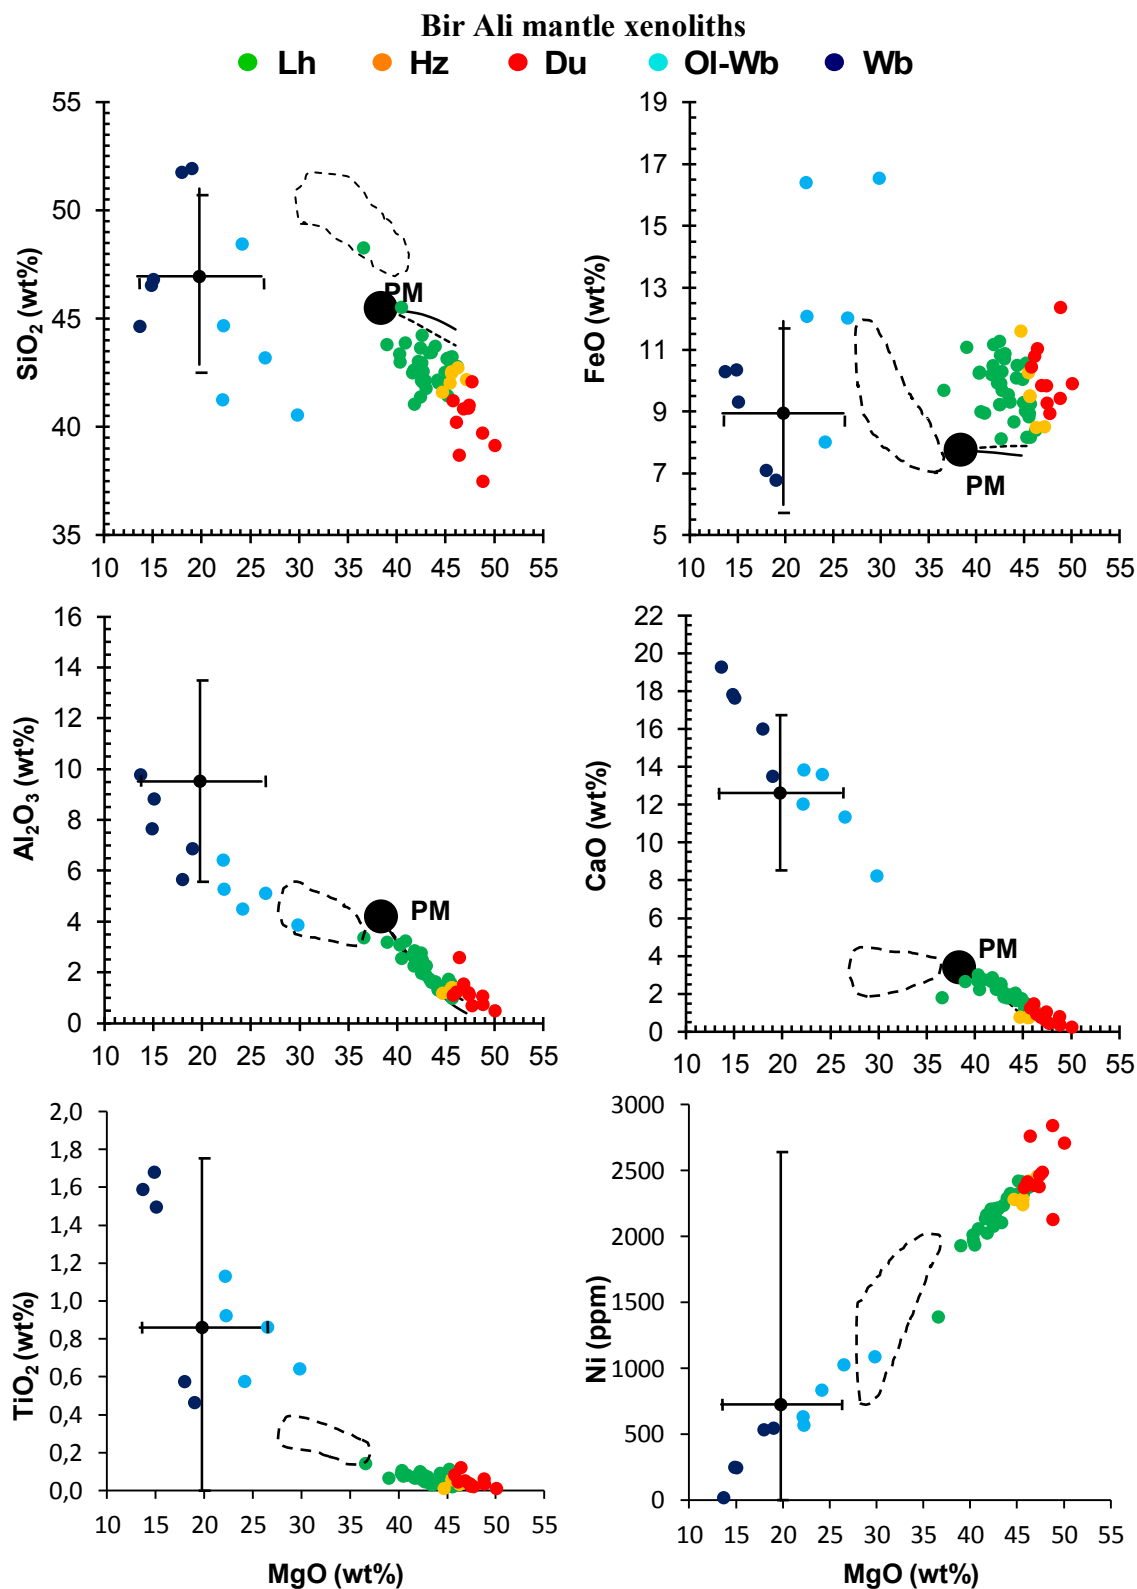 Bir Ali mantle xenoliths
Lh Hz Du Ol-Wb Wb
SiO2 (wt%)
55
50
45
40
35
PM
10 15 20 25 30 35 40 45 50 55
FeO (wt%)
19
17
15
13
11
9
7
5
PM
10 15 20 25 30 35 40 45 50 55
Al2O3 (wt%)
16
14
12
10
8
6
4
2
0
PM
10 15 20 25 30 35 40 45 50 55
CaO (wt%)
22
20
18
16
14
12
10
8
6
4
2
0
PM
10 15 20 25 30 35 40 45 50 55
TiO2 (wt%)
2,0
1,8
1,6
1,4
1,2
1,0
0,8
0,6
0,4
0,2
0,0
10 15 20 25 30 35 40 45 50 55
MgO (wt%)
Ni (ppm)
3000
2500
2000
1500
1000
500
0
10 15 20 25 30 35 40 45 50 55
MgO (wt%)